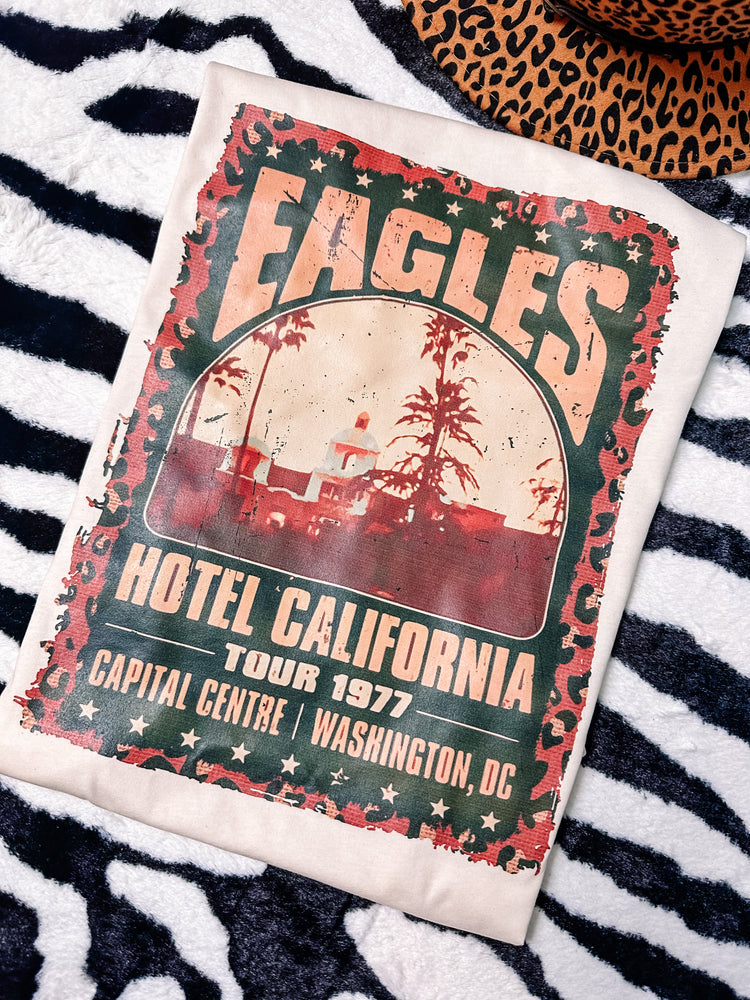 EAGLES
HOTEL CALIFORNIA
TOUR 1977
CAPITAL CENTRE | WASHINGTON, DC